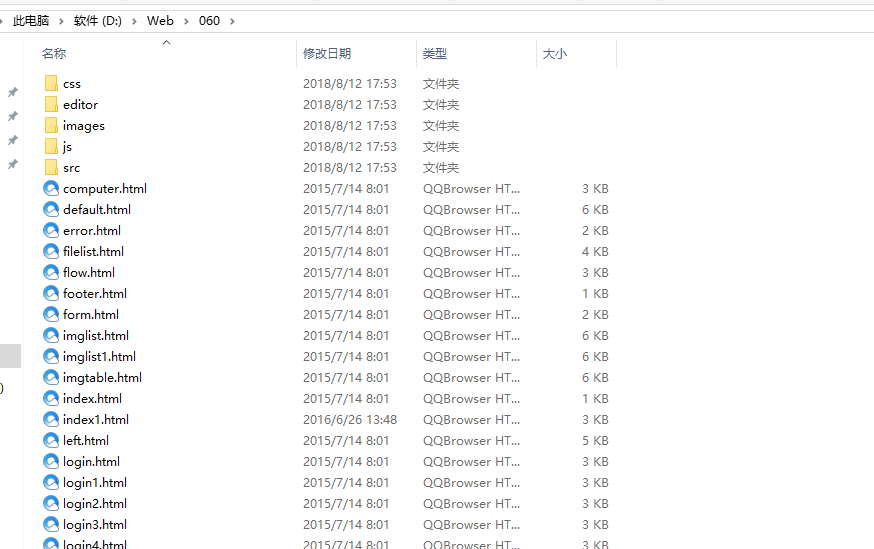 此电脑 > 软件 (D:) > Web > 060 >
名称 修改日期 类型 大小
css 2018/8/12 17:53 文件夹
editor 2018/8/12 17:53 文件夹
images 2018/8/12 17:53 文件夹
js 2018/8/12 17:53 文件夹
src 2018/8/12 17:53 文件夹
computer.html 2015/7/14 8:01 QQBrowser HT... 3 KB
default.html 2015/7/14 8:01 QQBrowser HT... 6 KB
error.html 2015/7/14 8:01 QQBrowser HT... 2 KB
filelist.html 2015/7/14 8:01 QQBrowser HT... 4 KB
flow.html 2015/7/14 8:01 QQBrowser HT... 3 KB
footer.html 2015/7/14 8:01 QQBrowser HT... 1 KB
form.html 2015/7/14 8:01 QQBrowser HT... 2 KB
imglist.html 2015/7/14 8:01 QQBrowser HT... 6 KB
imglist1.html 2015/7/14 8:01 QQBrowser HT... 6 KB
imgtable.html 2015/7/14 8:01 QQBrowser HT... 6 KB
)
index.html 2015/7/14 8:01 QQBrowser HT... 1 KB
index1.html 2016/6/26 13:48 QQBrowser HT... 3 KB
left.html 2015/7/14 8:01 QQBrowser HT... 5 KB
login.html 2015/7/14 8:01 QQBrowser HT... 3 KB
login1.html 2015/7/14 8:01 QQBrowser HT... 3 KB
login2.html 2015/7/14 8:01 QQBrowser HT... 3 KB
login3.html 2015/7/14 8:01 QQBrowser HT... 3 KB
login4.html 2015/7/14 8:01 QQBrowser HT... 3 KB